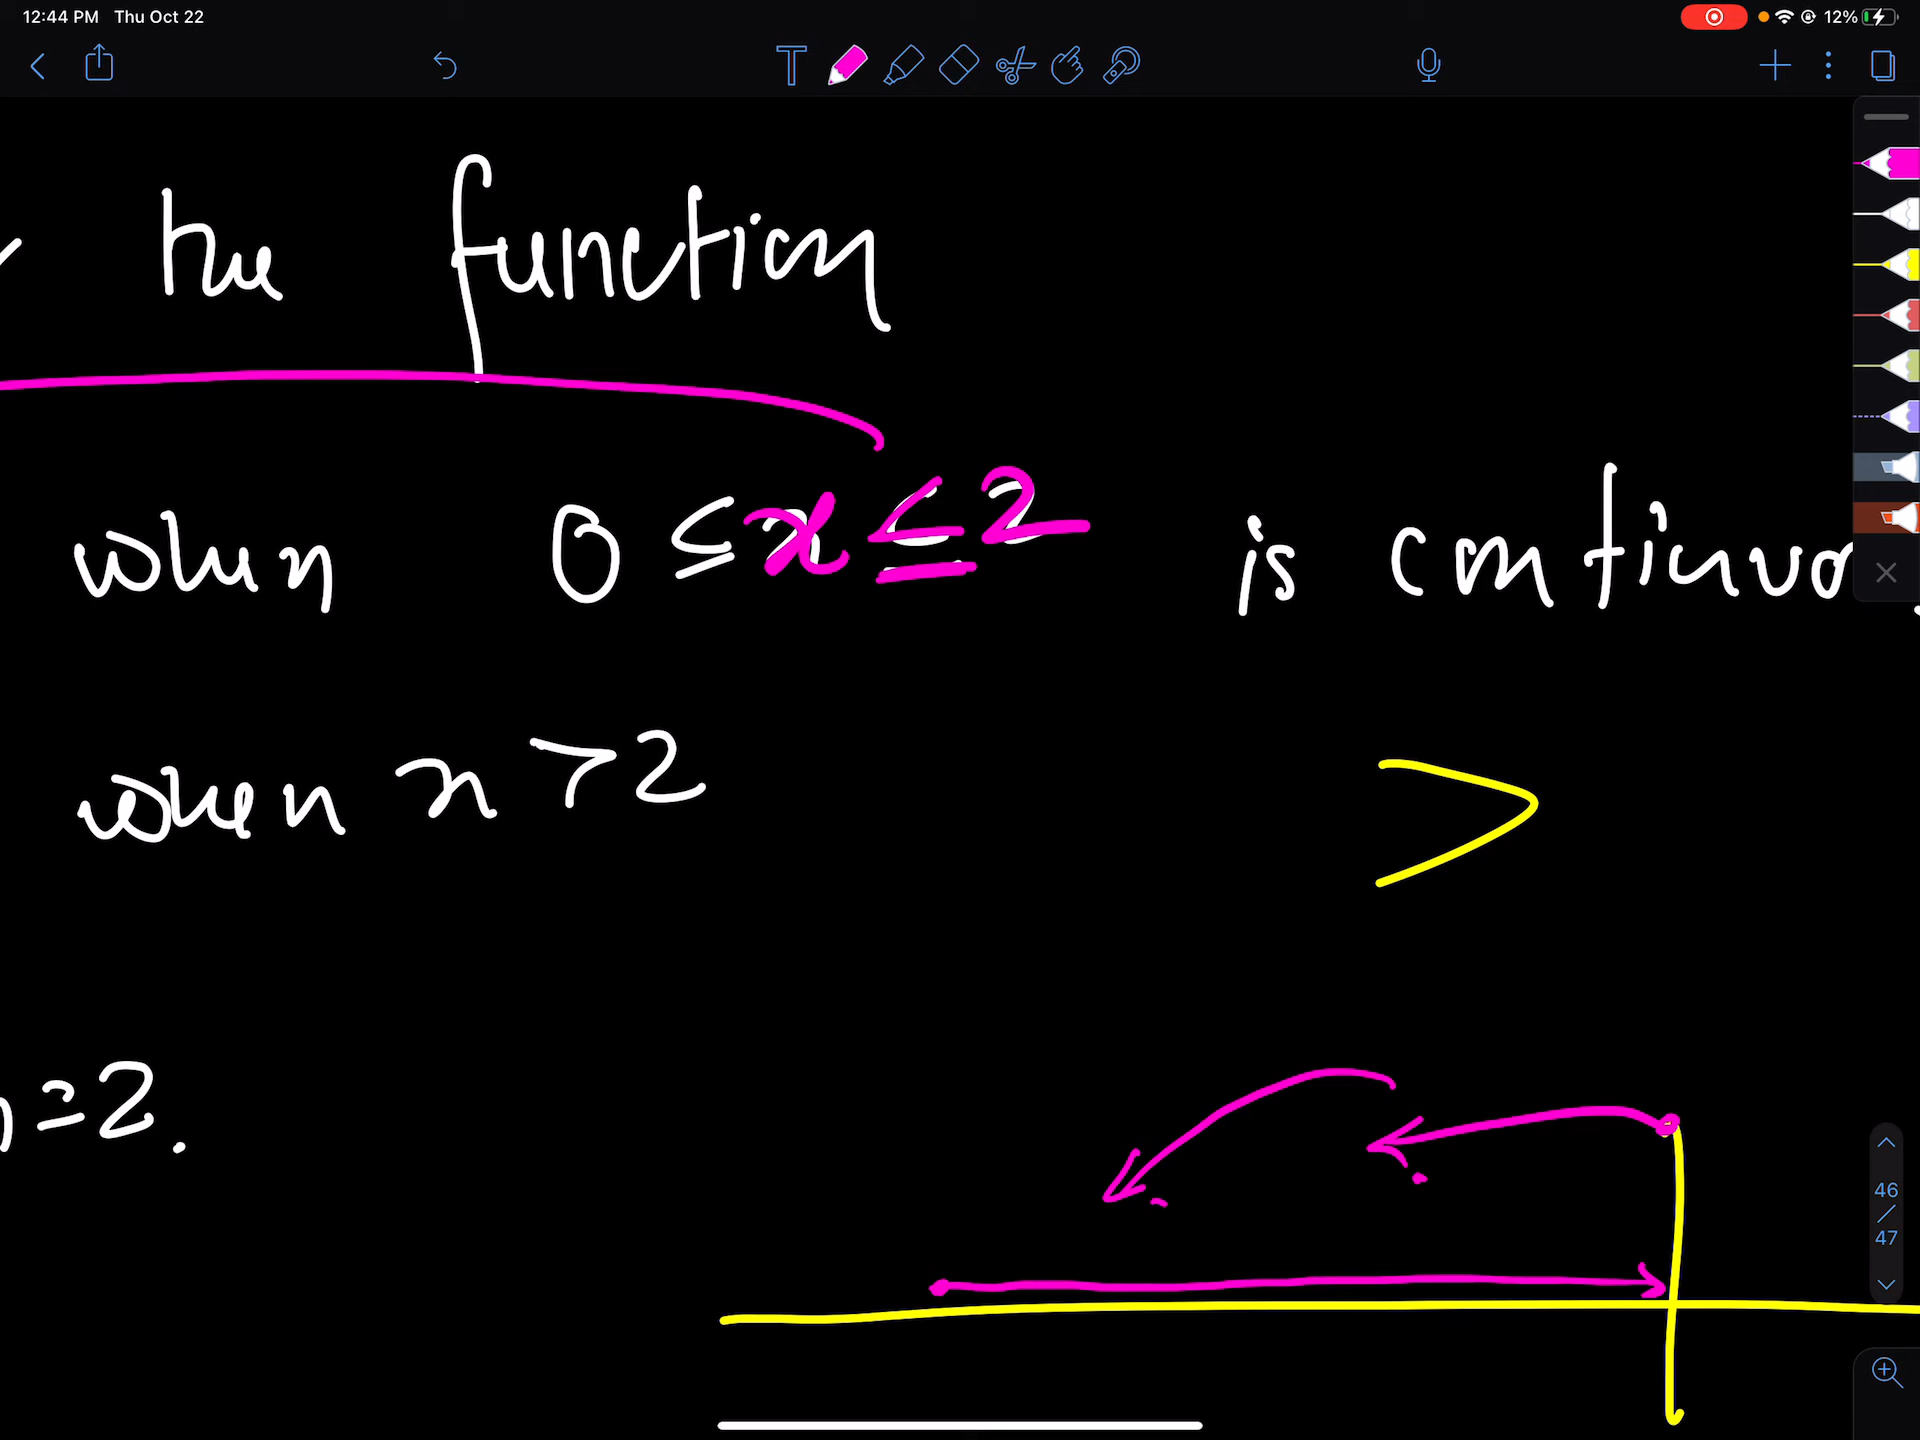 12:44 PM Thu Oct 22 12%
T
the function
when 0 ≤ x ≤ 2 is continuo
when x > 2
>
=2.
46
/
47